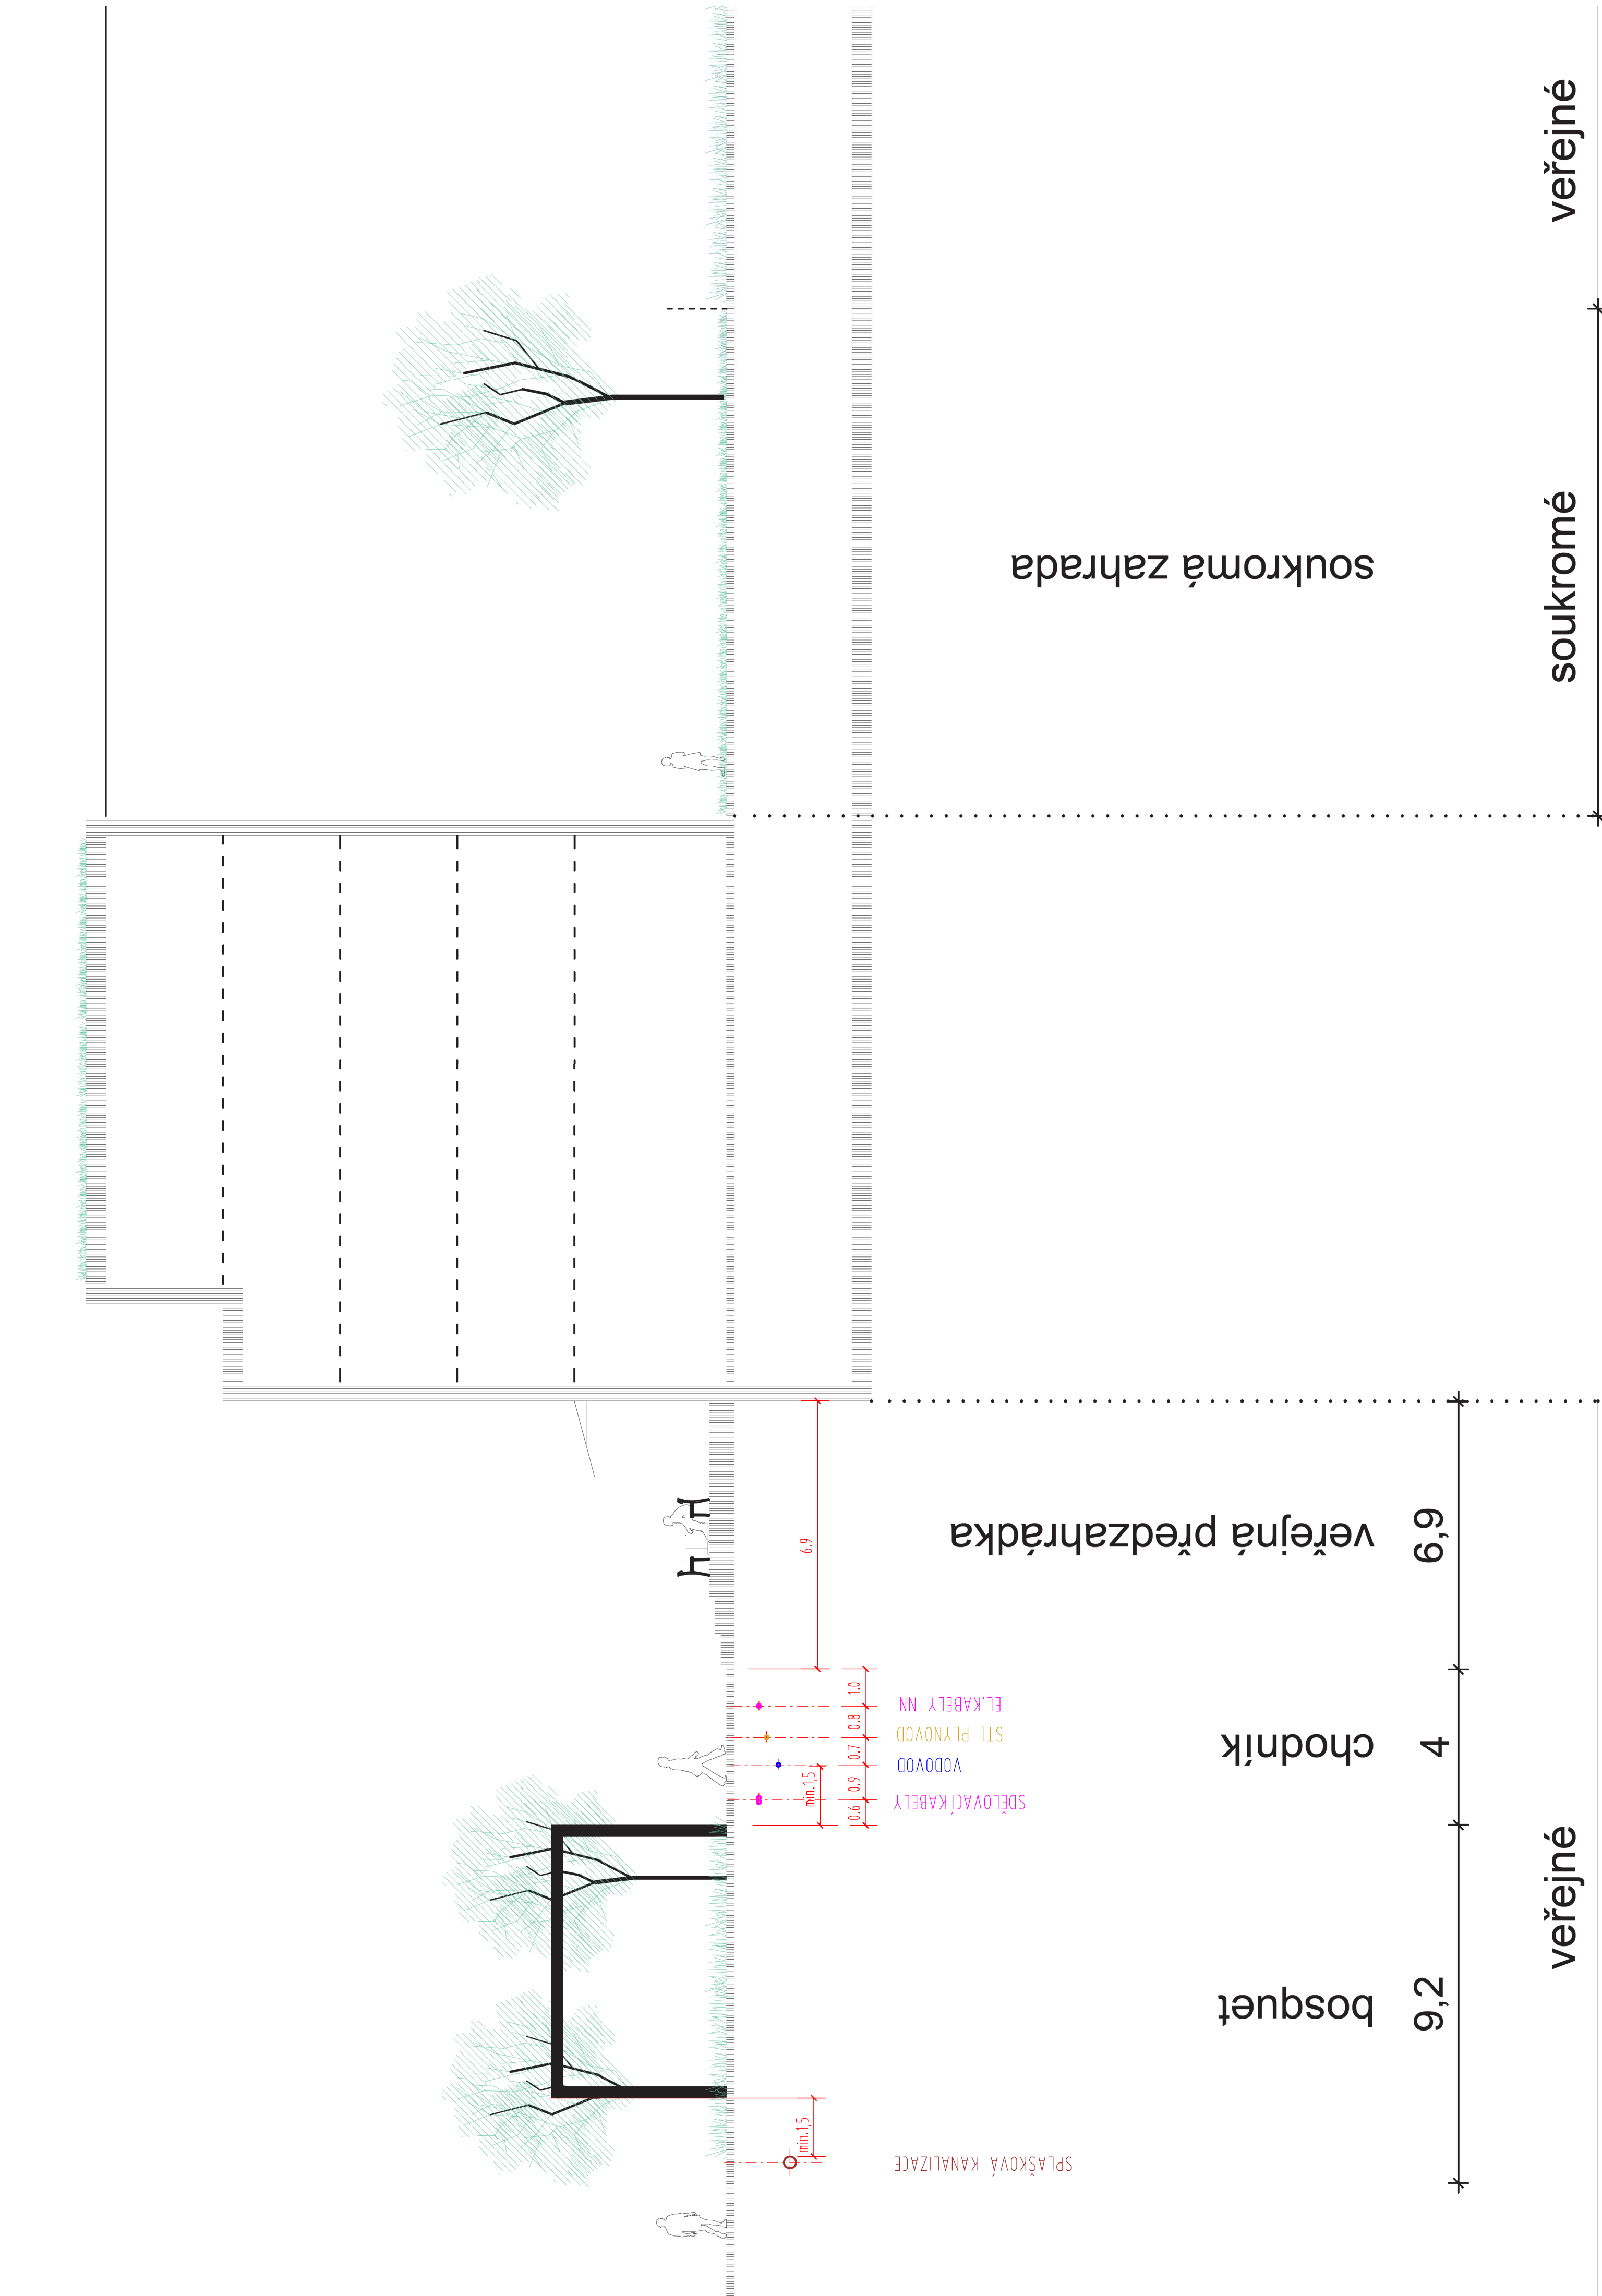 veřejné
soukromé
soukromá zahrada
veřejná předzahrádka
6,9
6.9
1.0
0.8
0.7
0.9
0.6
min.1,5
EL.KABELY NN
STL PLYNOVOD
VODOVOD
SDĚLOVACÍ KABELY
chodník
4
bosquet
9,2
veřejné
min.1,5
SPLAŠKOVÁ KANALIZACE